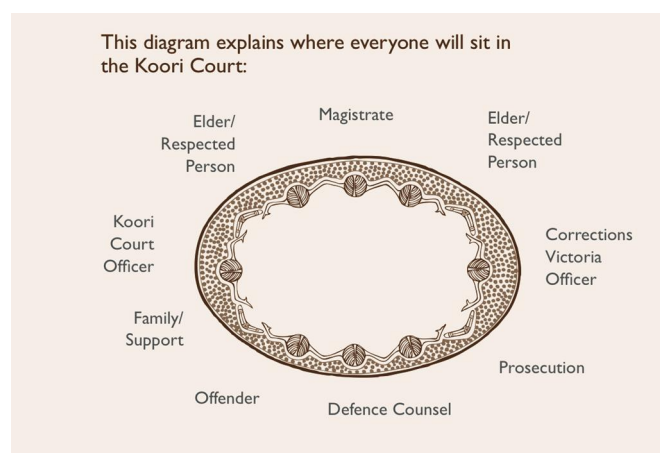 This diagram explains where everyone will sit in
the Koori Court:
Magistrate
Elder/
Respected
Person
Elder/
Respected
Person
Koori
Court
Officer
Corrections
Victoria
Officer
Family/
Support
Prosecution
Offender
Defence Counsel